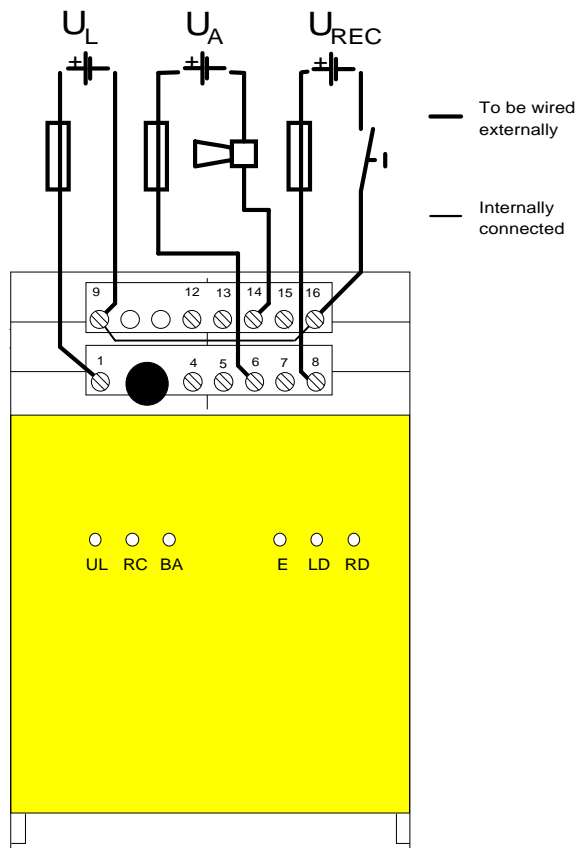 U_L U_A U_REC
+ + +
To be wired
externally
Internally
connected
9 12 13 14 15 16
1 4 5 6 7 8
UL RC BA E LD RD